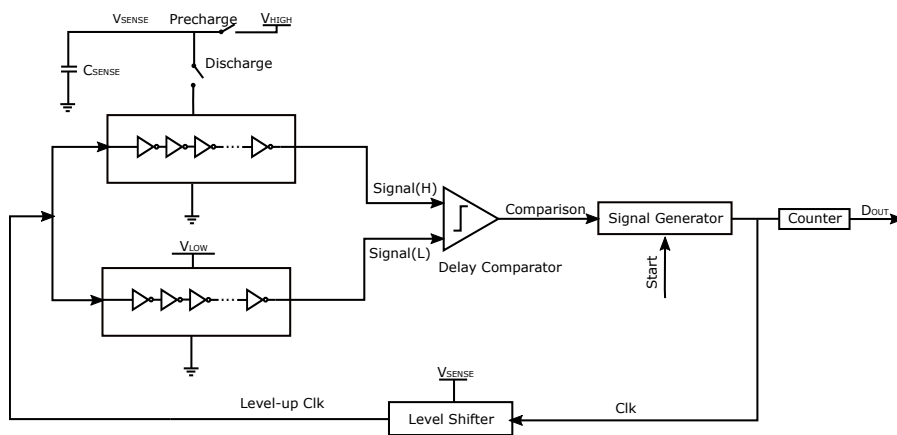 Precharge
VSENSE
VHIGH
CSENSE
Discharge
Signal(H)
Comparison
Signal Generator
Counter
DOUT
VLOW
Signal(L)
Delay Comparator
Start
VSENSE
Level-up Clk
Level Shifter
Clk